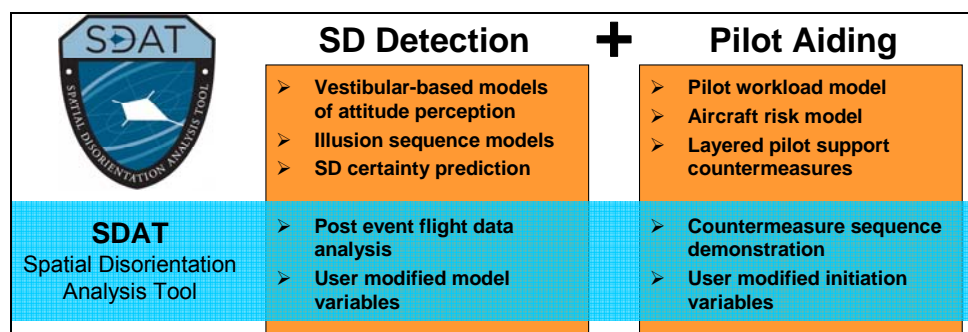 SDAT
SPATIAL DISORIENTATION ANALYSIS TOOL
SD Detection
+
Pilot Aiding
➢ Vestibular-based models
of attitude perception
➢ Illusion sequence models
➢ SD certainty prediction
➢ Pilot workload model
➢ Aircraft risk model
➢ Layered pilot support
countermeasures
SDAT
Spatial Disorientation
Analysis Tool
➢ Post event flight data
analysis
➢ User modified model
variables
➢ Countermeasure sequence
demonstration
➢ User modified initiation
variables